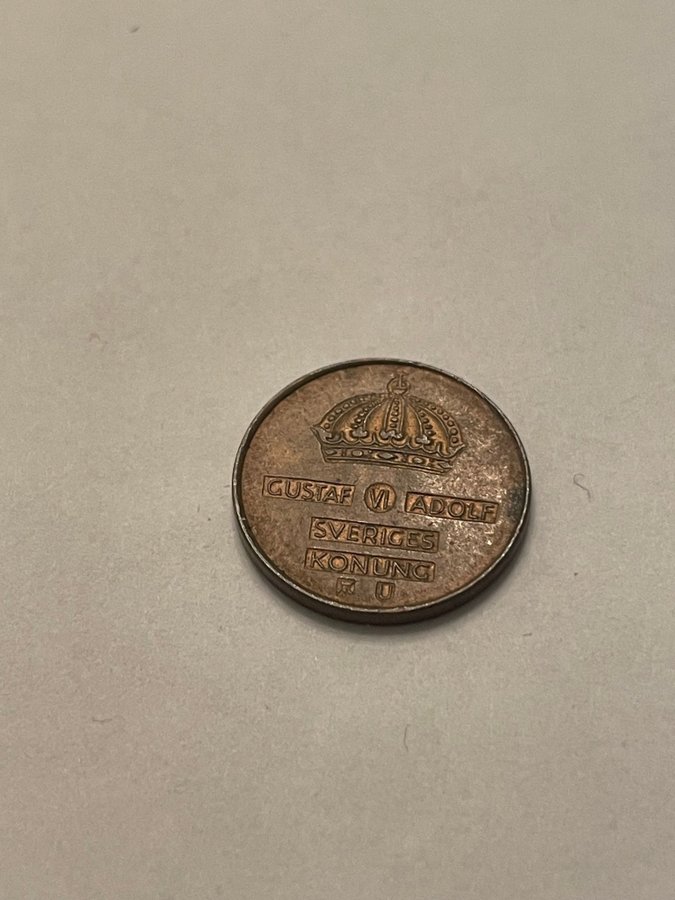 GUSTAF VI ADOLF
SVERIGES
KONUNG
U